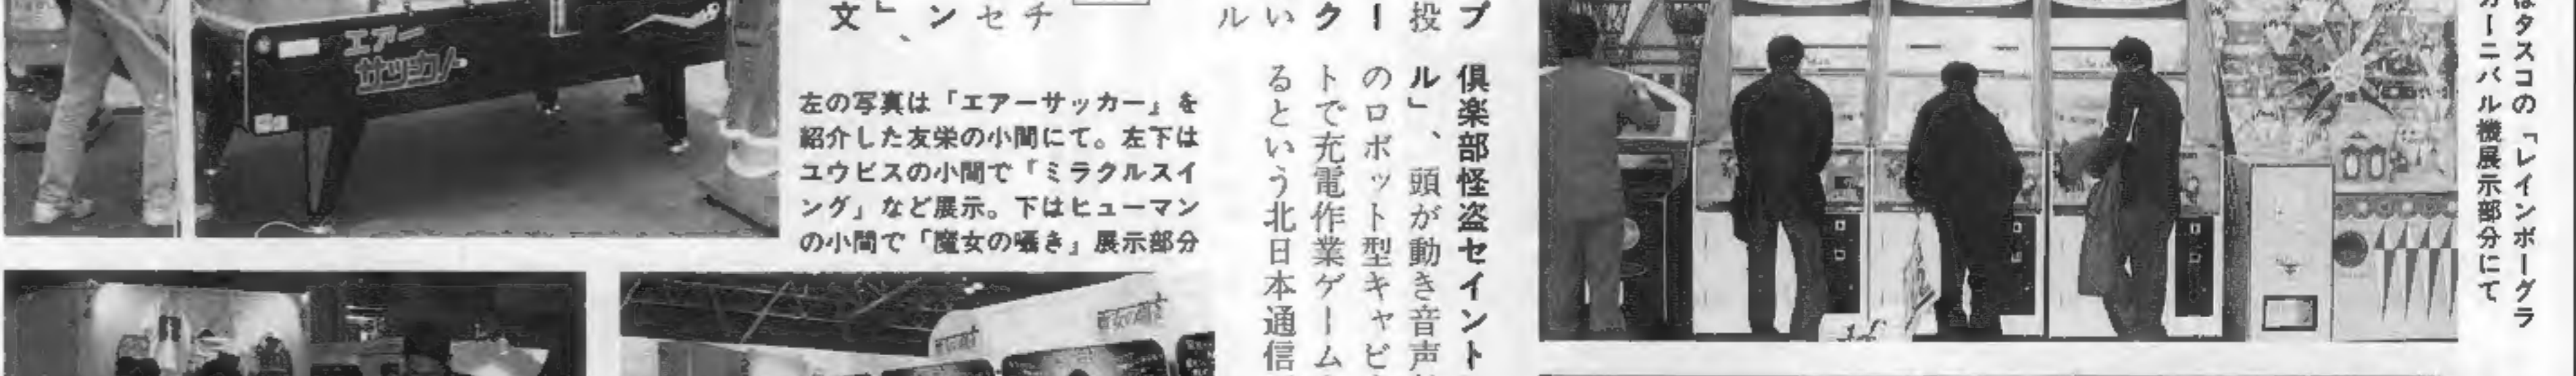 はタスコの「レインボーグラ
カーニバル機展示部分にて
プ 倶楽部怪盗セイント
投 ル」、頭が動き音声
ー のロボット型キャビ
ク トで充電作業ゲーム
い るという北日本通信
ル
チ
セ
ン
」、
文
エアー
サッカー
左の写真は「エアーサッカー」を
紹介した友栄の小間にて。左下は
ユウビスの小間で「ミラクルスイ
ング」など展示。下はヒューマン
の小間で「魔女の囁き」展示部分